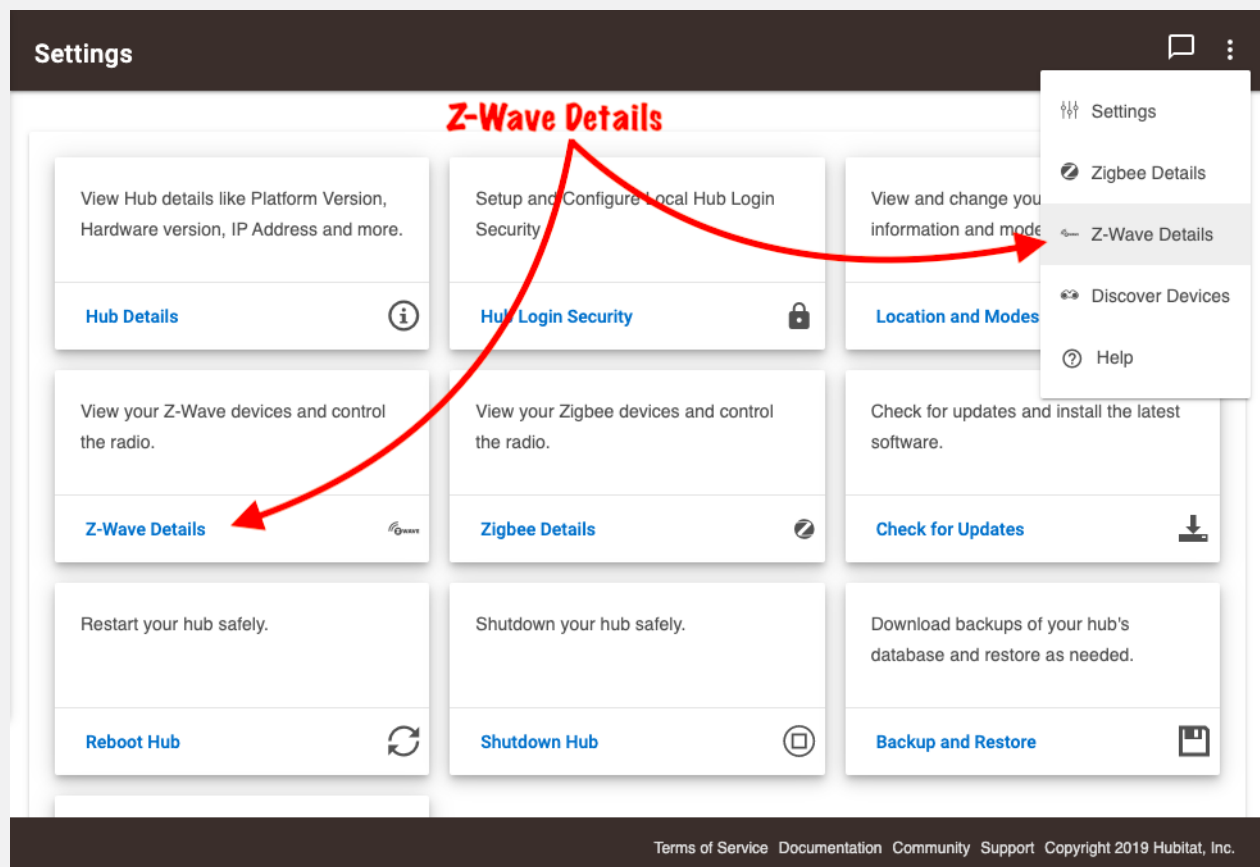 Settings
Z-Wave Details
Settings
Zigbee Details
Z-Wave Details
Discover Devices
Help
View Hub details like Platform Version,
Hardware version, IP Address and more.
Hub Details
Setup and Configure Local Hub Login
Security
Hub Login Security
View and change you
information and mode
Location and Modes
View your Z-Wave devices and control
the radio.
Z-Wave Details
View your Zigbee devices and control
the radio.
Zigbee Details
Check for updates and install the latest
software.
Check for Updates
Restart your hub safely.
Reboot Hub
Shutdown your hub safely.
Shutdown Hub
Download backups of your hub's
database and restore as needed.
Backup and Restore
Terms of Service Documentation Community Support Copyright 2019 Hubitat, Inc.